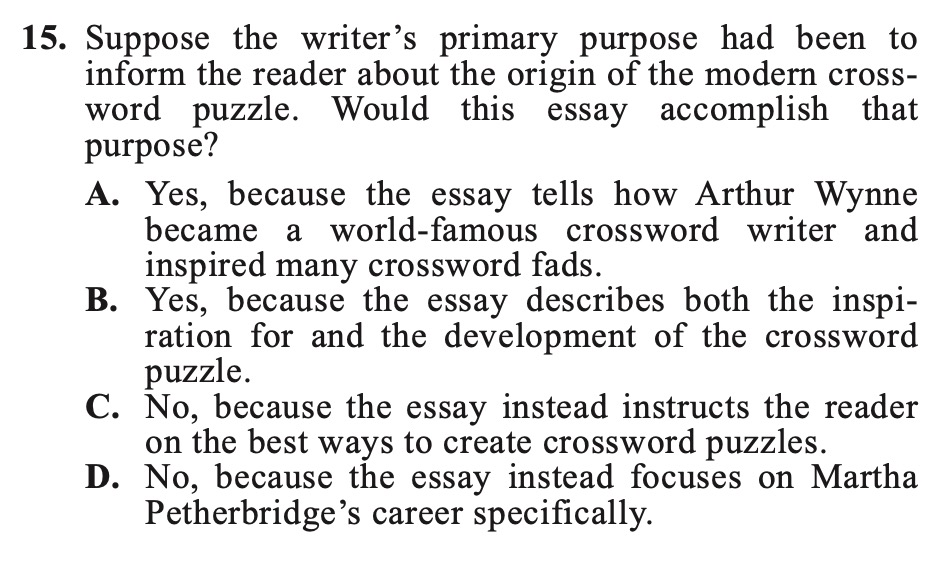 15. Suppose the writer's primary purpose had been to
inform the reader about the origin of the modern cross-
word puzzle. Would this essay accomplish that
purpose?
A. Yes, because the essay tells how Arthur Wynne
became a world-famous crossword writer and
inspired many crossword fads.
B. Yes, because the essay describes both the inspi-
ration for and the development of the crossword
puzzle.
C. No, because the essay instead instructs the reader
on the best ways to create crossword puzzles.
D. No, because the essay instead focuses on Martha
Petherbridge's career specifically.